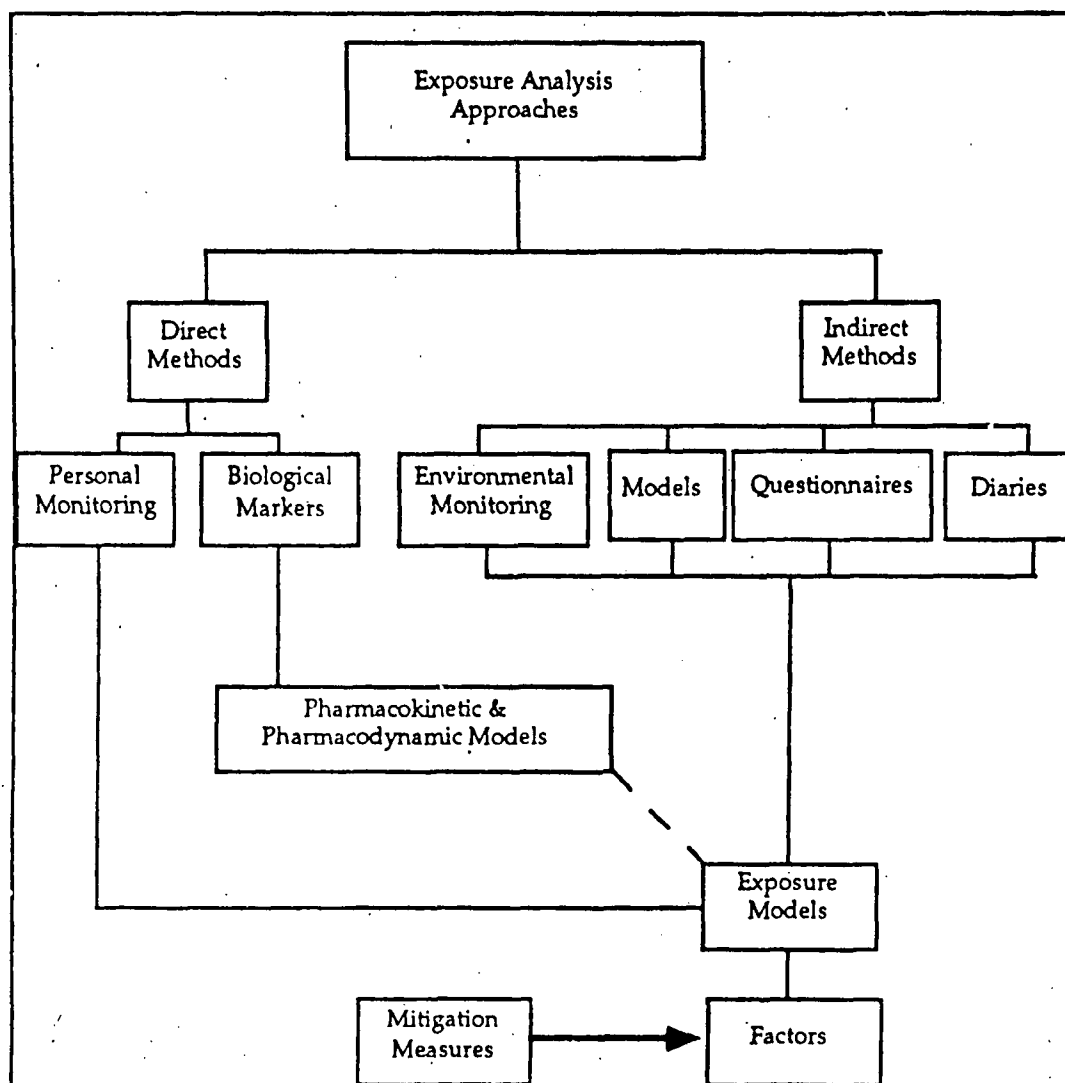 Exposure Analysis
Approaches
Direct
Methods
Indirect
Methods
Personal
Monitoring
Biological
Markers
Environmental
Monitoring
Models
Questionnaires
Diaries
Pharmacokinetic &
Pharmacodynamic Models
Exposure
Models
Mitigation
Measures
Factors